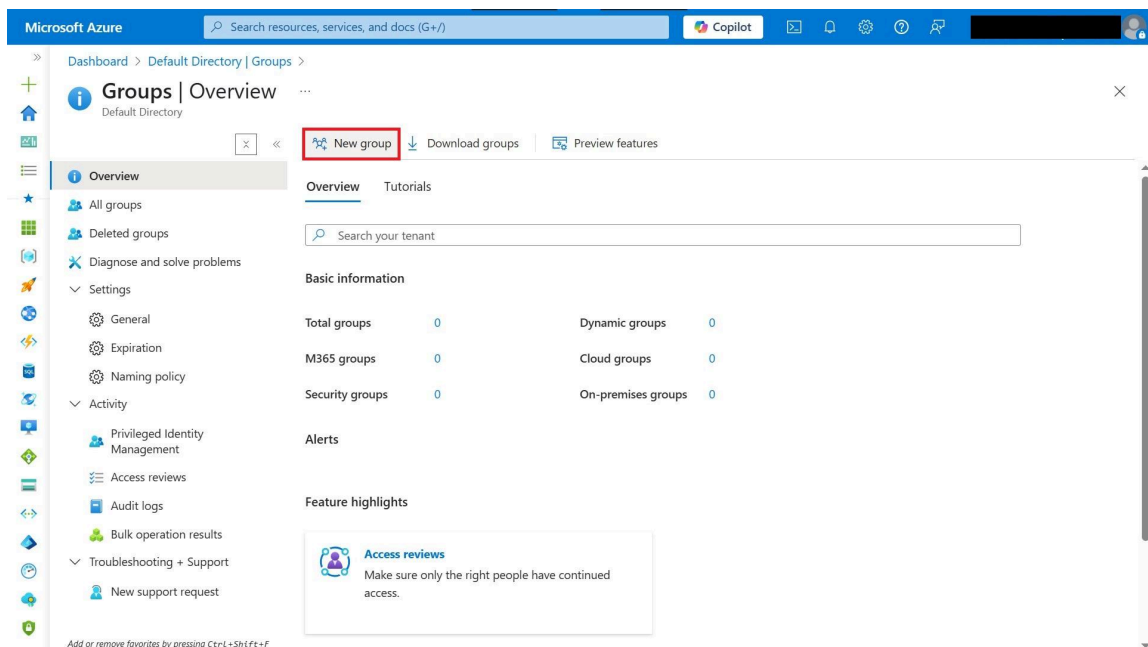 Microsoft Azure
Search resources, services, and docs (G+/)
Copilot
Dashboard > Default Directory | Groups >
Groups | Overview ...
Default Directory
New group
Download groups
Preview features
Overview
All groups
Deleted groups
Diagnose and solve problems
Settings
General
Expiration
Naming policy
Activity
Privileged Identity
Management
Access reviews
Audit logs
Bulk operation results
Troubleshooting + Support
New support request
Add or remove favorites by pressing Ctrl+Shift+F
Overview Tutorials
Search your tenant
Basic information
Total groups 0 Dynamic groups 0
M365 groups 0 Cloud groups 0
Security groups 0 On-premises groups 0
Alerts
Feature highlights
Access reviews
Make sure only the right people have continued
access.